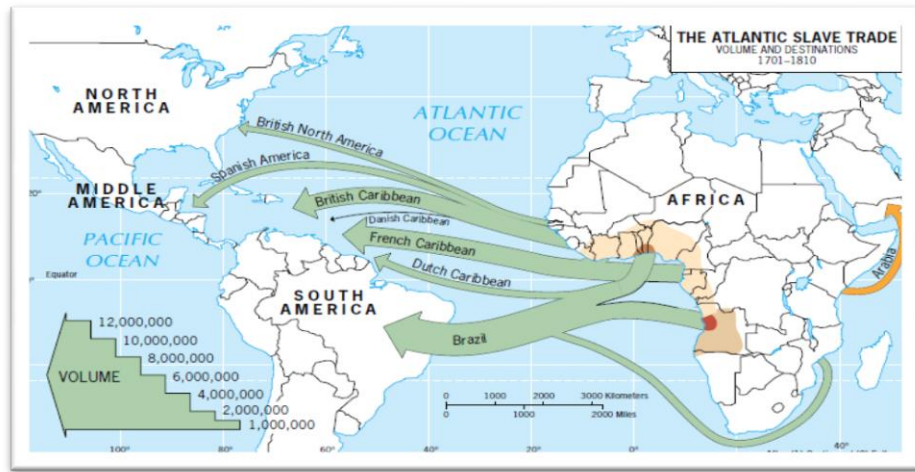 THE ATLANTIC SLAVE TRADE
VOLUME AND DESTINATIONS
1701–1810
NORTH
AMERICA
ATLANTIC
OCEAN
British North America
Spanish America
MIDDLE
AMERICA
British Caribbean
AFRICA
Danish Caribbean
PACIFIC
OCEAN
French Caribbean
Arabia
Equator
Dutch Caribbean
SOUTH
AMERICA
Brazil
12,000,000
10,000,000
8,000,000
VOLUME
6,000,000
4,000,000
2,000,000
1,000,000
0 1000 2000 3000 Kilometers
0 1000 2000 Miles
100° 80° 60° 40° 20° 0° 40°